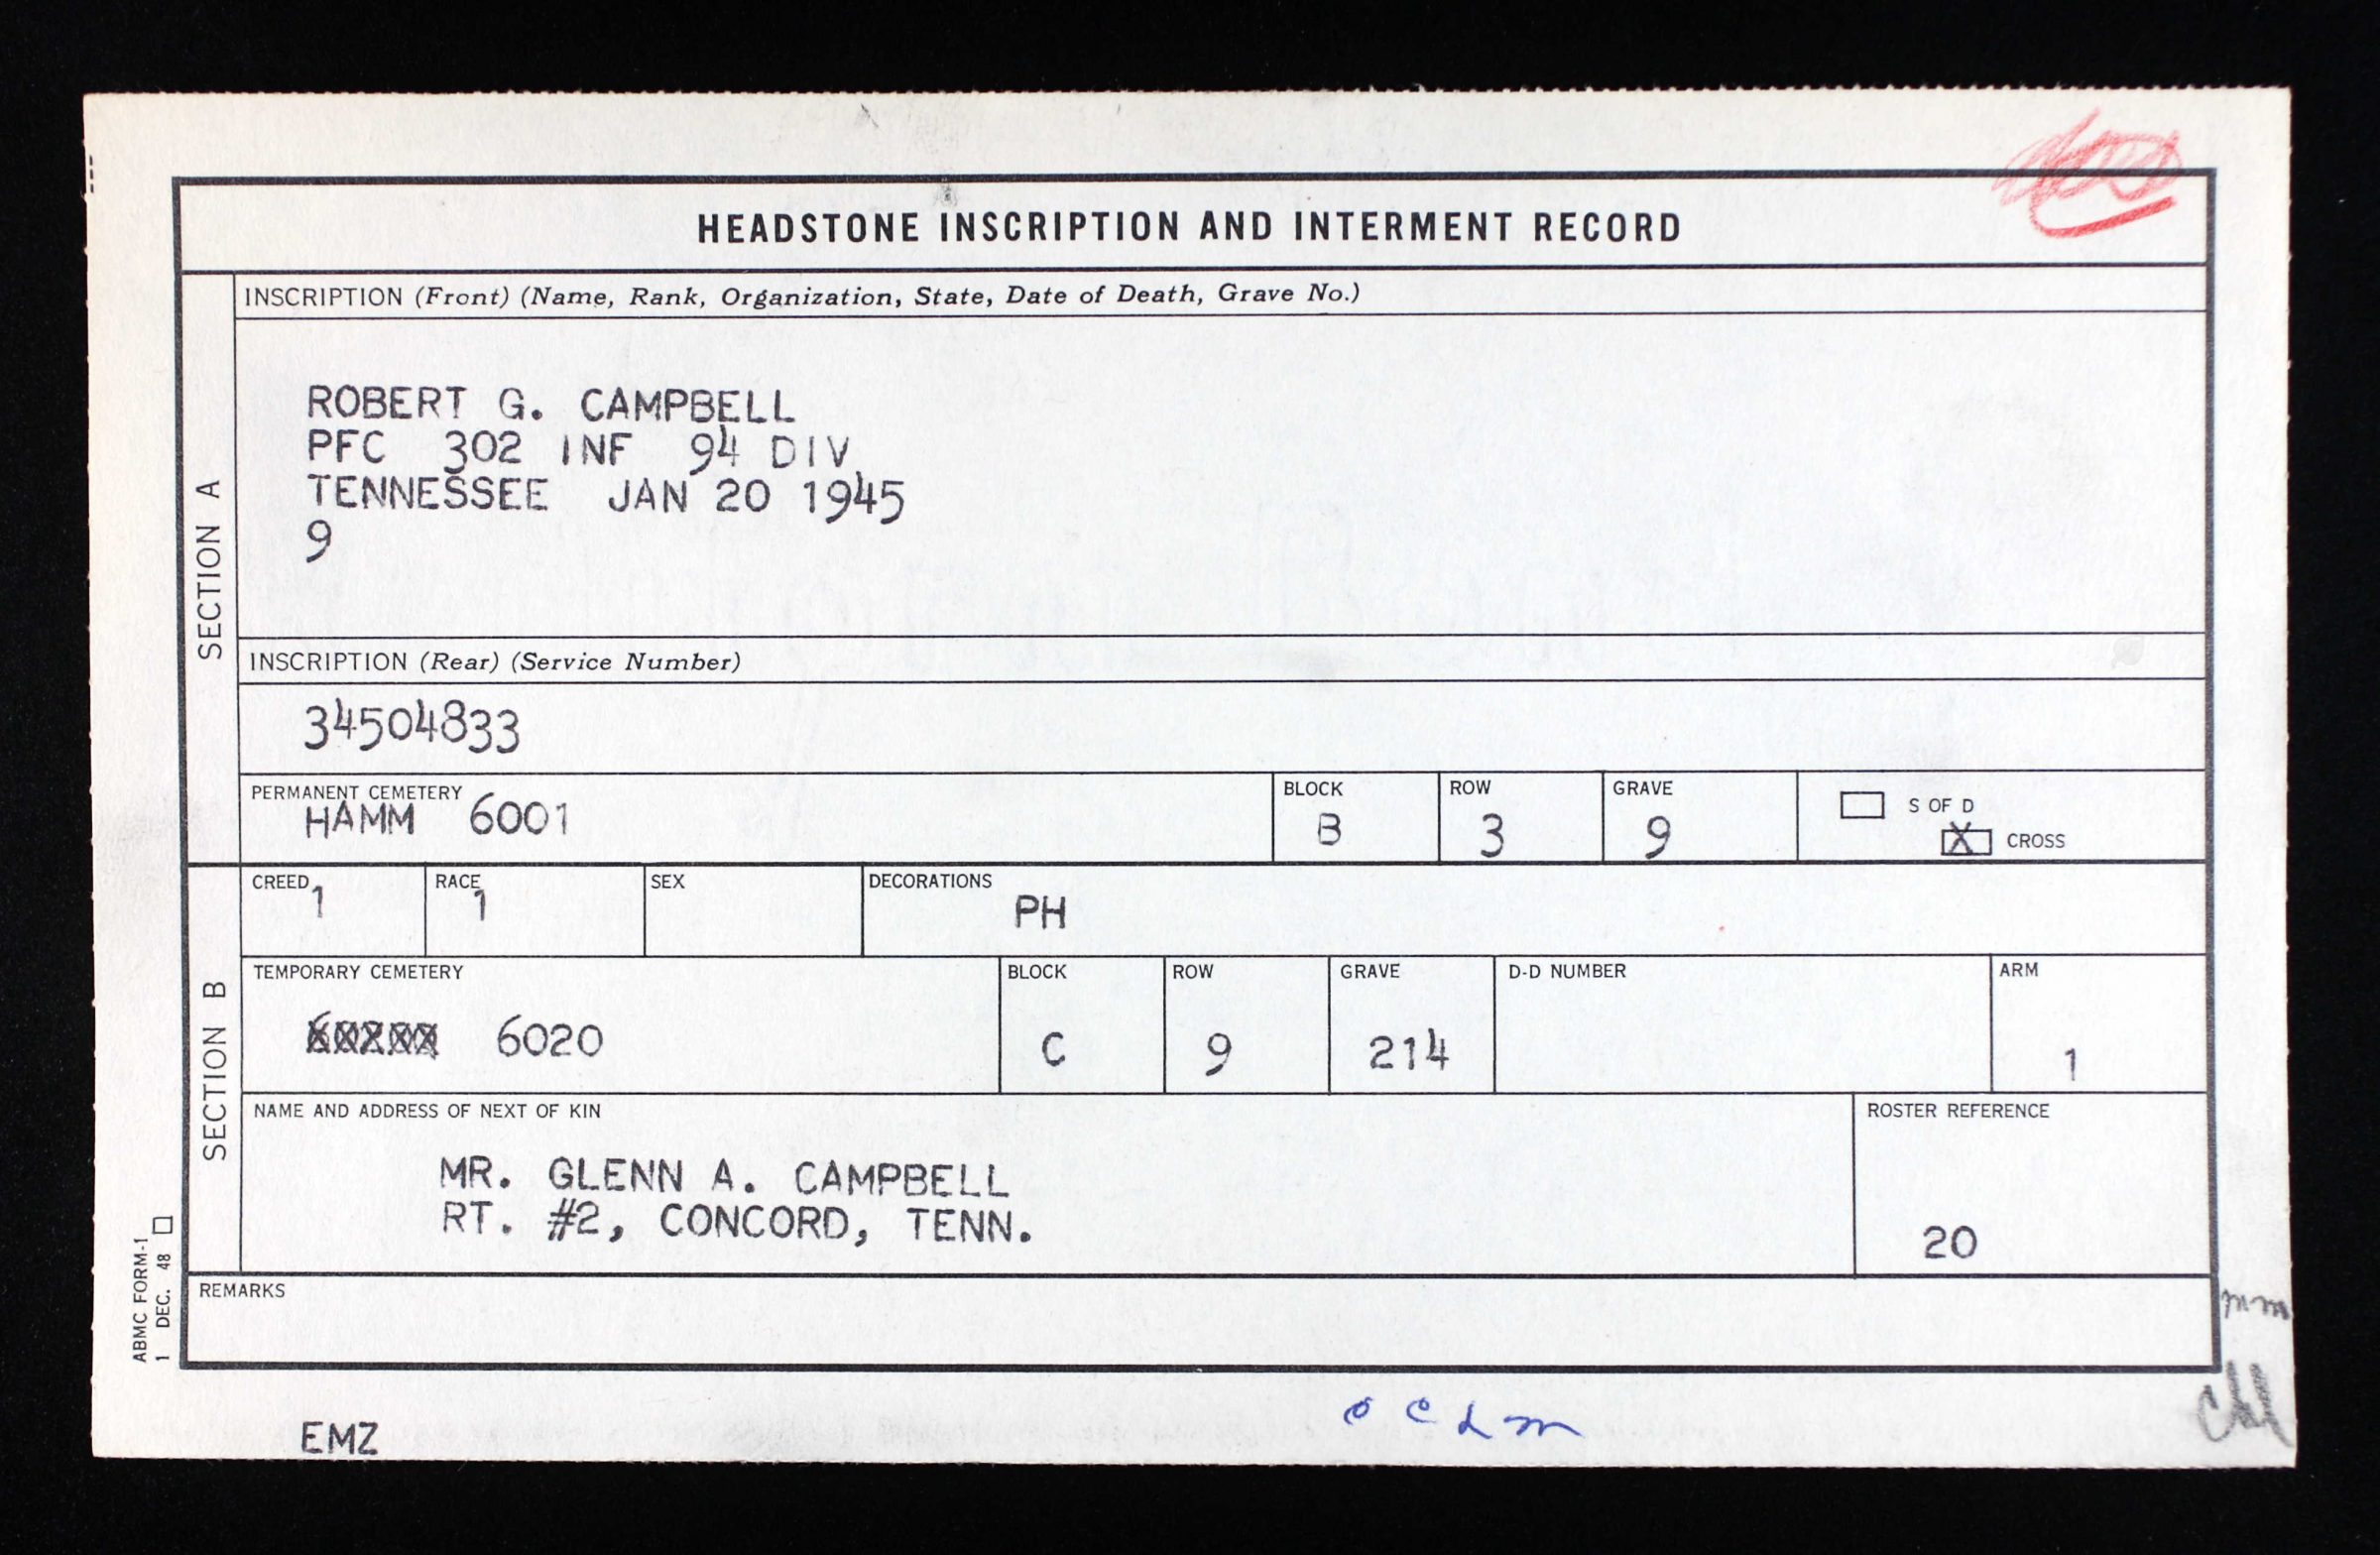 HEADSTONE INSCRIPTION AND INTERMENT RECORD
SECTION A
INSCRIPTION (Front) (Name, Rank, Organization, State, Date of Death, Grave No.)
ROBERT G. CAMPBELL
PFC 302 INF 94 DIV
TENNESSEE JAN 20 1945
9
INSCRIPTION (Rear) (Service Number)
34504833
PERMANENT CEMETERY
HAMM 6001
BLOCK
B
ROW
3
GRAVE
9
S OF D
X CROSS
SECTION B
CREED
1
RACE
1
SEX
DECORATIONS
PH
TEMPORARY CEMETERY
6020
BLOCK
C
ROW
9
GRAVE
214
D-D NUMBER
ARM
1
NAME AND ADDRESS OF NEXT OF KIN
MR. GLENN A. CAMPBELL
RT. #2, CONCORD, TENN.
ROSTER REFERENCE
20
REMARKS
ABMC FORM-1
1 DEC. 48
EMZ